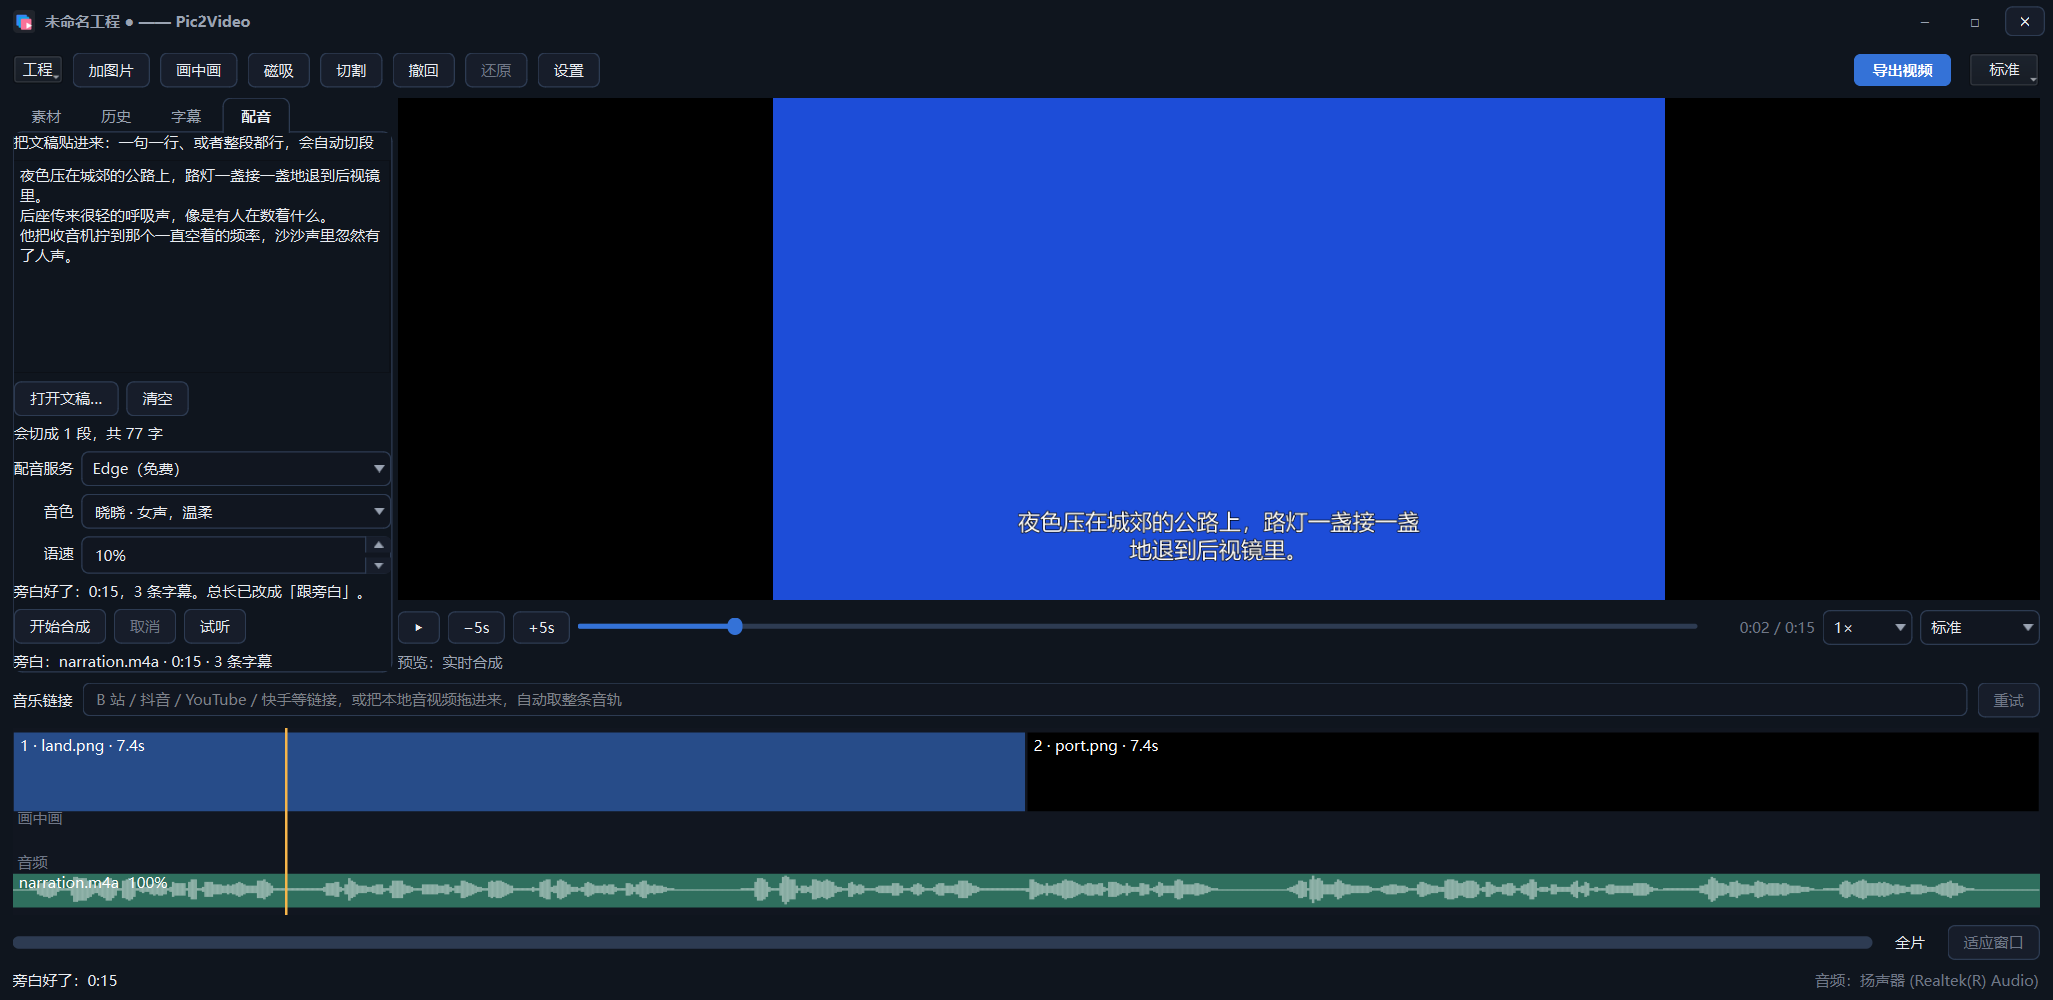 未命名工程 ● —— Pic2Video
工程 加图片 画中画 磁吸 切割 撤回 还原 设置 导出视频 标准
素材 历史 字幕 配音
把文稿贴进来：一句一行、或者整段都行，会自动切段
夜色压在城郊的公路上，路灯一盏接一盏地退到后视镜
里。
后座传来很轻的呼吸声，像是有人在数着什么。
他把收音机拧到那个一直空着的频率，沙沙声里忽然有
了人声。
打开文稿... 清空
会切成 1 段，共 77 字
配音服务 Edge（免费）
音色 晓晓 · 女声，温柔
语速 10%
旁白好了：0:15，3 条字幕。总长已改成「跟旁白」。
开始合成 取消 试听
旁白：narration.m4a · 0:15 · 3 条字幕
夜色压在城郊的公路上，路灯一盏接一盏
地退到后视镜里。
−5s +5s 0:02 / 0:15 1× 标准
预览：实时合成
音乐链接 B 站 / 抖音 / YouTube / 快手等链接，或把本地音视频拖进来，自动取整条音轨 重试
1 · land.png · 7.4s 2 · port.png · 7.4s
画中画
音频
narration.m4a 100%
全片 适应窗口
旁白好了：0:15 音频：扬声器 (Realtek(R) Audio)